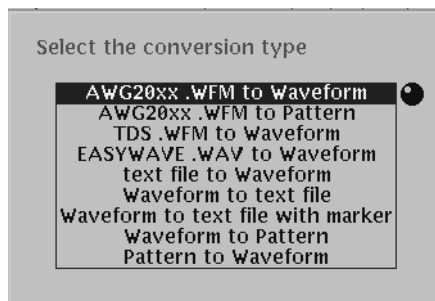 Select the conversion type
AWG20xx .WFM to Waveform
AWG20xx .WFM to Pattern
TDS .WFM to Waveform
EASYWAVE .WAV to Waveform
text file to Waveform
Waveform to text file
Waveform to text file with marker
Waveform to Pattern
Pattern to Waveform